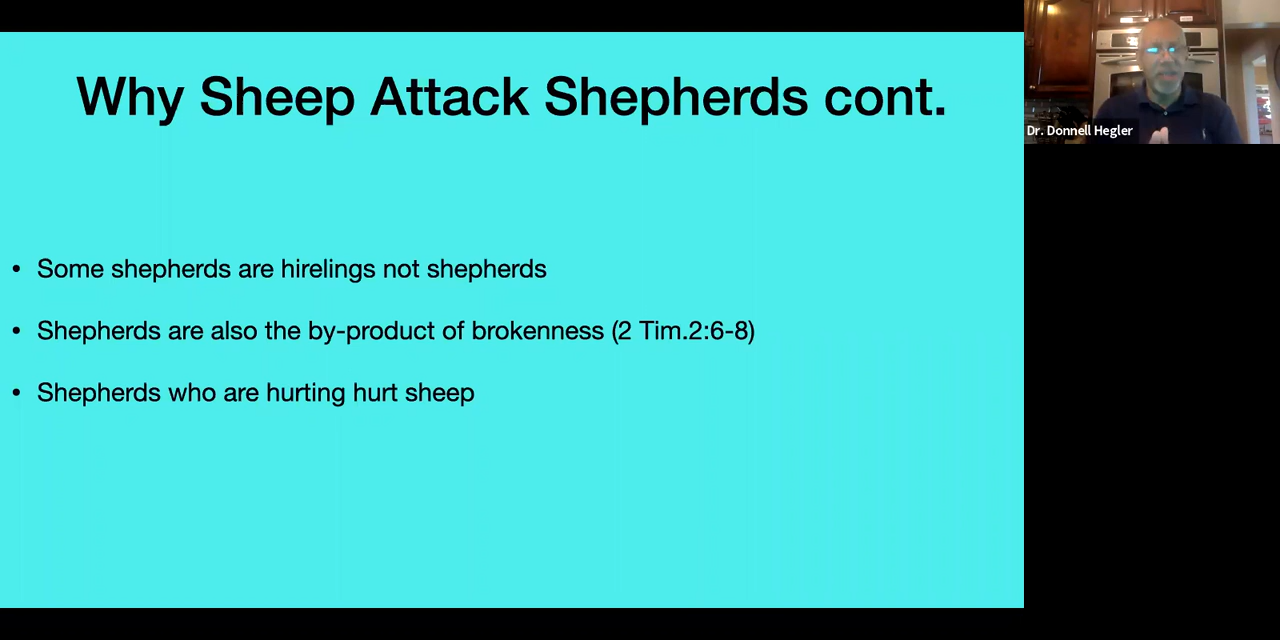 Why Sheep Attack Shepherds cont.
Dr. Donnell Hegler
• Some shepherds are hirelings not shepherds
• Shepherds are also the by-product of brokenness (2 Tim.2:6-8)
• Shepherds who are hurting hurt sheep